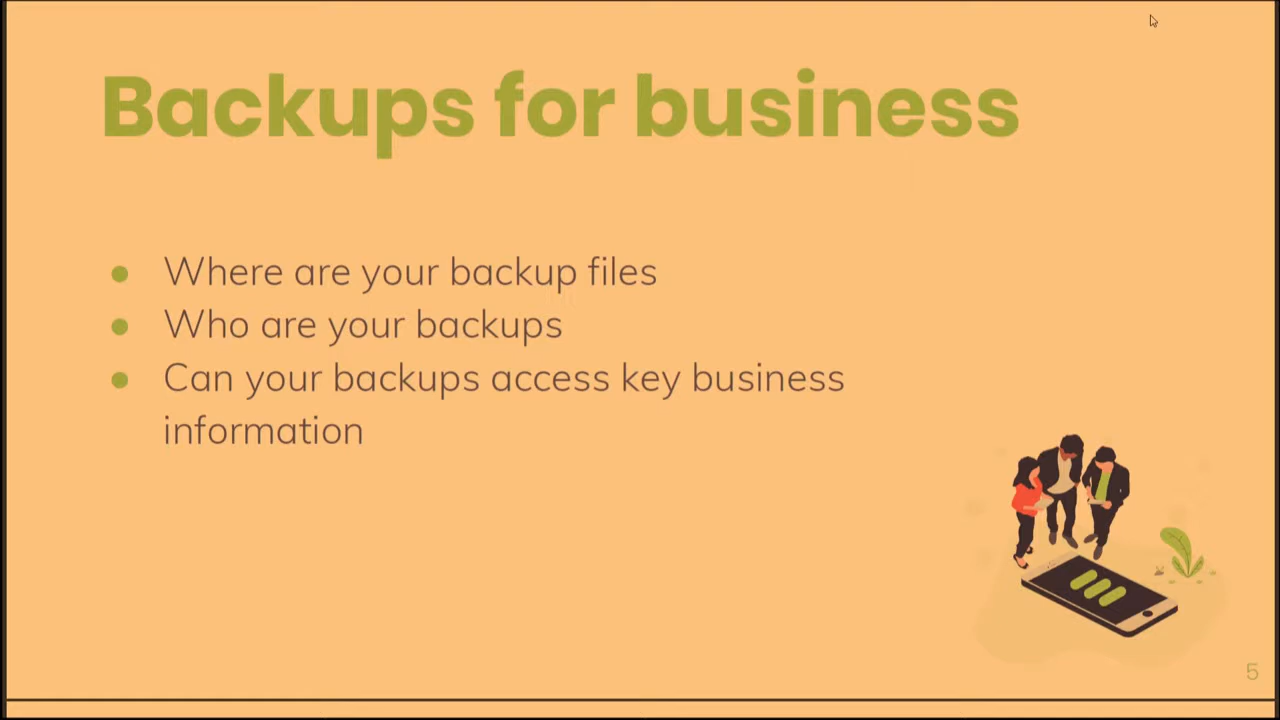 Backups for business
● Where are your backup files
● Who are your backups
● Can your backups access key business
information
5